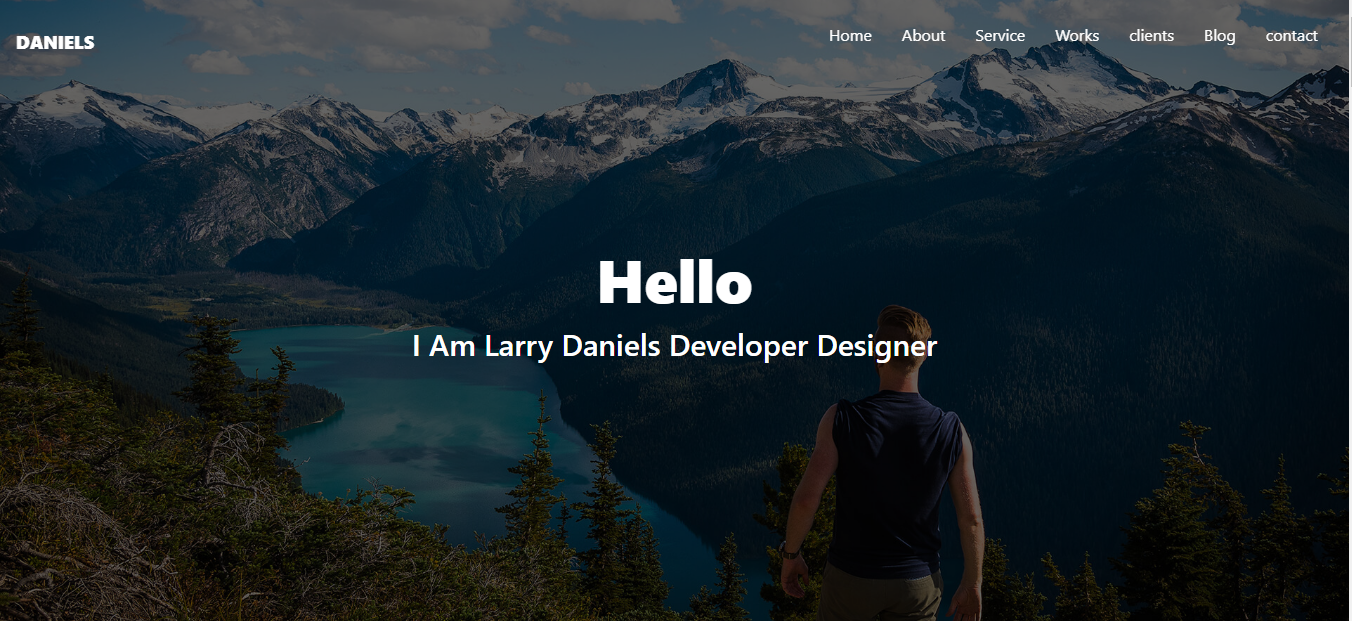 DANIELS
Home About Service Works clients Blog contact
Hello
I Am Larry Daniels Developer Designer